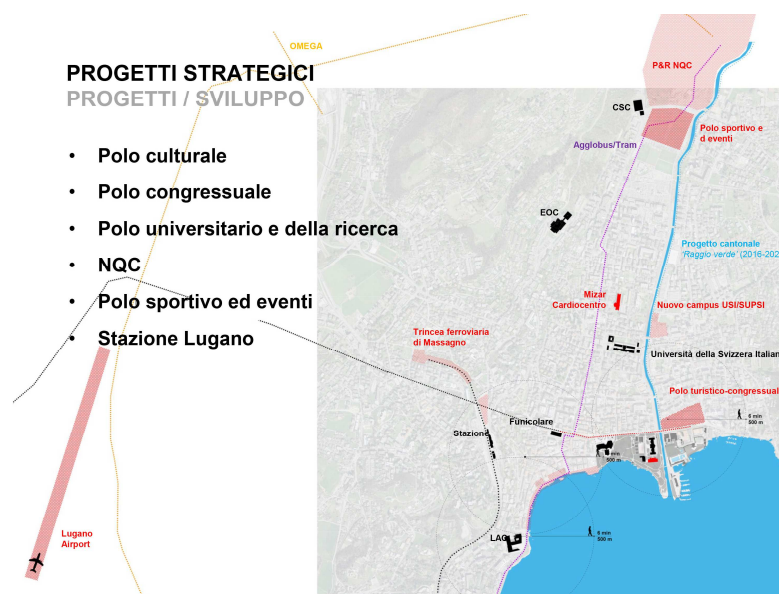 PROGETTI STRATEGICI
PROGETTI / SVILUPPO
• Polo culturale
• Polo congressuale
• Polo universitario e della ricerca
• NQC
• Polo sportivo ed eventi
• Stazione Lugano
OMEGA
P&R NQC
CSC
Polo sportivo e
d eventi
Agglobus/Tram
EOC
Progetto cantonale
'Raggio verde' (2016-202
Mizar
Cardiocentro
Nuovo campus USI/SUPSI
Trincea ferroviaria
di Massagno
Università della Svizzera Italian
Polo turistico-congressual
6 min
500 m
Funicolare
Stazione
6 min
500 m
LAC
6 min
500 m
Lugano
Airport